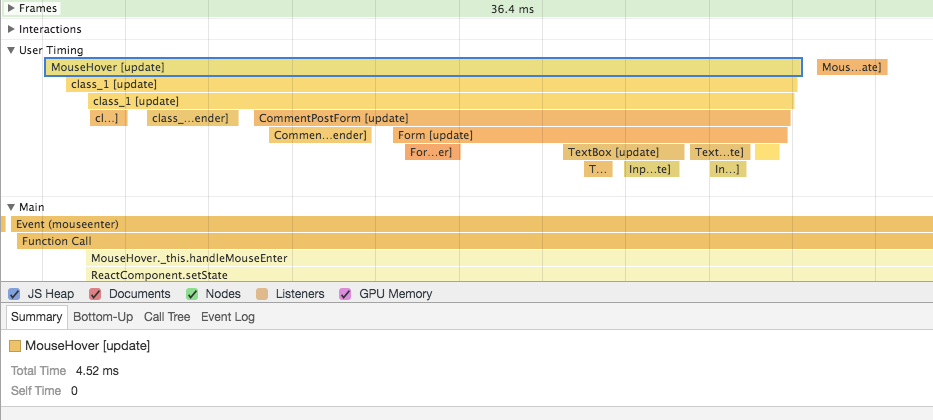 Frames 36.4 ms
Interactions
User Timing
MouseHover [update] Mous...ate]
class_1 [update]
class_1 [update]
cl...] class_...ender] CommentPostForm [update]
Commen...ender] Form [update]
For...er] TextBox [update] Text...te]
T... Inp...te] In...]
Main
Event (mouseenter)
Function Call
MouseHover._this.handleMouseEnter
ReactComponent.setState
JS Heap Documents Nodes Listeners GPU Memory
Summary Bottom-Up Call Tree Event Log
MouseHover [update]
Total Time 4.52 ms
Self Time 0